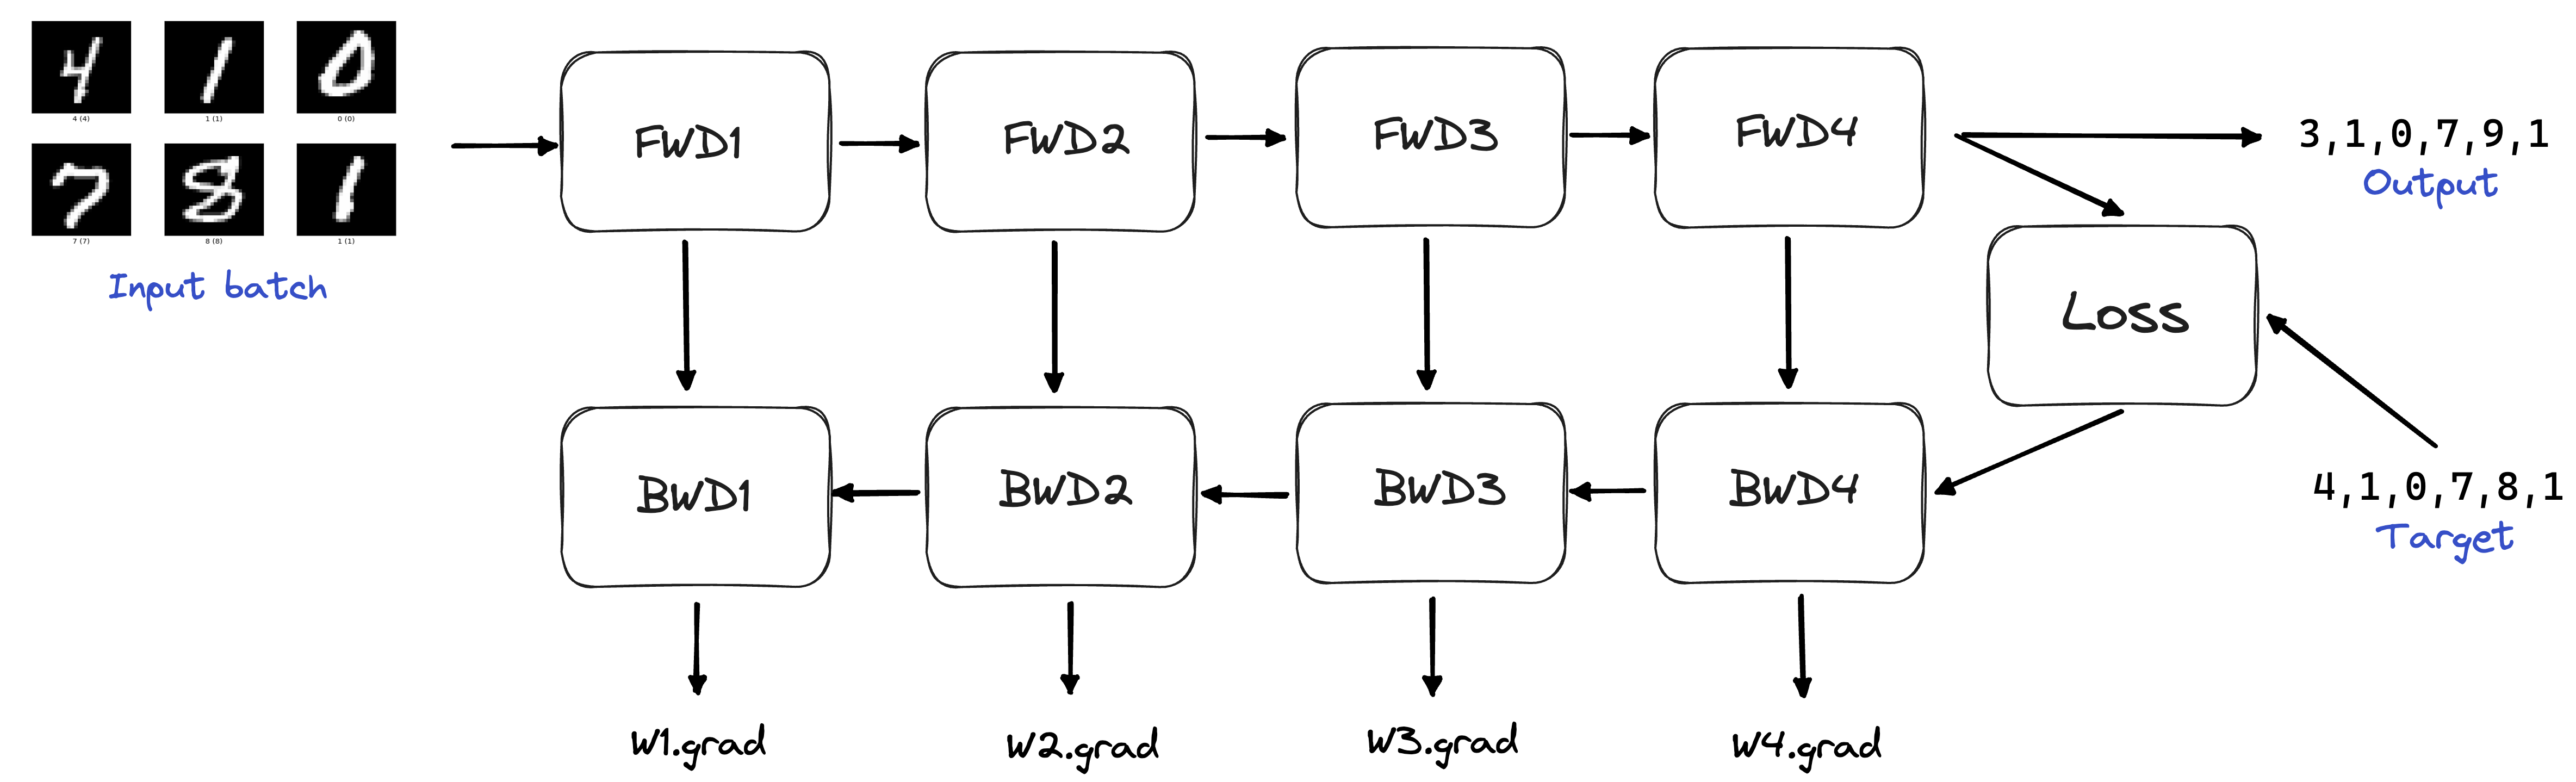 4 (4) 1 (1) 0 (0)
7 (7) 8 (8) 1 (1)
Input batch
FWD1
FWD2
FWD3
FWD4
3,1,0,7,9,1
Output
Loss
BWD1
BWD2
BWD3
BWD4
4,1,0,7,8,1
Target
W1.grad
W2.grad
W3.grad
W4.grad